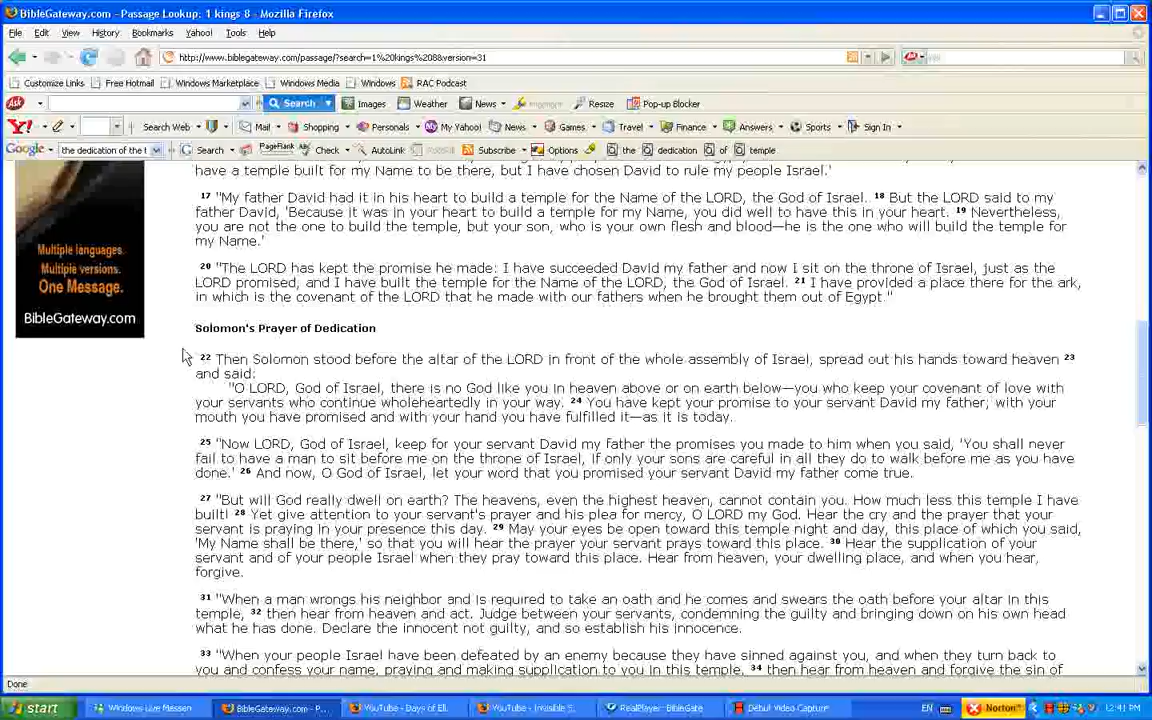 BibleGateway.com - Passage Lookup: 1 kings 8 - Mozilla Firefox
File Edit View History Bookmarks Yahoo! Tools Help
http://www.biblegateway.com/passage/?search=1%20kings%208&version=31
Customize Links Free Hotmail Windows Marketplace Windows Media Windows RAC Podcast
Ask Search Images Weather News Resize Pop-up Blocker
Y! Search Web Mail Shopping Personals My Yahoo! News Games Travel Finance Answers Sports Sign In
Google the dedication of the t Search PageRank Check AutoLink Subscribe Options the dedication of temple
have a temple built for my Name to be there, but I have chosen David to rule my people Israel.'
17 "My father David had it in his heart to build a temple for the Name of the LORD, the God of Israel. 18 But the LORD said to my
father David, 'Because it was in your heart to build a temple for my Name, you did well to have this in your heart. 19 Nevertheless,
you are not the one to build the temple, but your son, who is your own flesh and blood—he is the one who will build the temple for
my Name.'
20 "The LORD has kept the promise he made: I have succeeded David my father and now I sit on the throne of Israel, just as the
LORD promised, and I have built the temple for the Name of the LORD, the God of Israel. 21 I have provided a place there for the ark,
in which is the covenant of the LORD that he made with our fathers when he brought them out of Egypt."
Multiple languages.
Multiple versions.
One Message.
BibleGateway.com
Solomon's Prayer of Dedication
22 Then Solomon stood before the altar of the LORD in front of the whole assembly of Israel, spread out his hands toward heaven 23
and said:
"O LORD, God of Israel, there is no God like you in heaven above or on earth below—you who keep your covenant of love with
your servants who continue wholeheartedly in your way. 24 You have kept your promise to your servant David my father; with your
mouth you have promised and with your hand you have fulfilled it—as it is today.
25 "Now LORD, God of Israel, keep for your servant David my father the promises you made to him when you said, 'You shall never
fail to have a man to sit before me on the throne of Israel, if only your sons are careful in all they do to walk before me as you have
done.' 26 And now, O God of Israel, let your word that you promised your servant David my father come true.
27 "But will God really dwell on earth? The heavens, even the highest heaven, cannot contain you. How much less this temple I have
built! 28 Yet give attention to your servant's prayer and his plea for mercy, O LORD my God. Hear the cry and the prayer that your
servant is praying in your presence this day. 29 May your eyes be open toward this temple night and day, this place of which you said,
'My Name shall be there,' so that you will hear the prayer your servant prays toward this place. 30 Hear the supplication of your
servant and of your people Israel when they pray toward this place. Hear from heaven, your dwelling place, and when you hear,
forgive.
31 "When a man wrongs his neighbor and is required to take an oath and he comes and swears the oath before your altar in this
temple, 32 then hear from heaven and act. Judge between your servants, condemning the guilty and bringing down on his own head
what he has done. Declare the innocent not guilty, and so establish his innocence.
33 "When your people Israel have been defeated by an enemy because they have sinned against you, and when they turn back to
you and confess your name, praying and making supplication to you in this temple, 34 then hear from heaven and forgive the sin of
Done
start Windows Live Messen BibleGateway.com - P... YouTube - Days of Eli... YouTube - Invisible S... RealPlayer: BibleGate Debut Video Capture EN Norton 12:41 PM